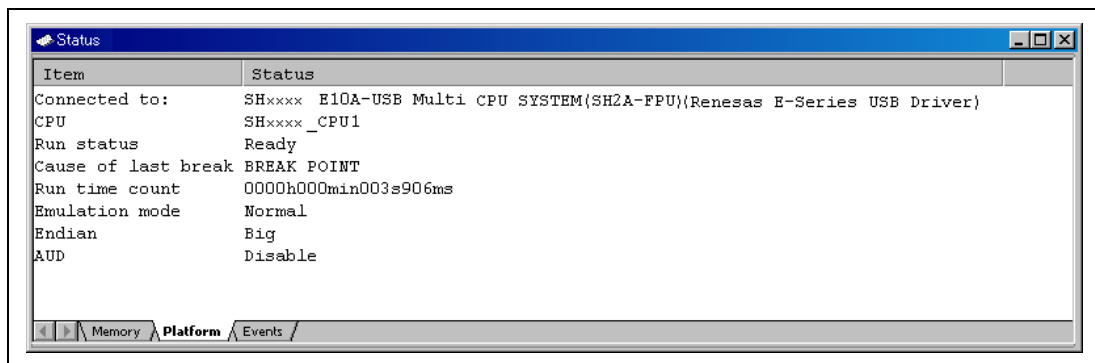 Status
Item Status
Connected to: SHxxxx E10A-USB Multi CPU SYSTEM(SH2A-FPU)(Renesas E-Series USB Driver)
CPU SHxxxx_CPU1
Run status Ready
Cause of last break BREAK POINT
Run time count 0000h000min003s906ms
Emulation mode Normal
Endian Big
AUD Disable
Memory Platform Events